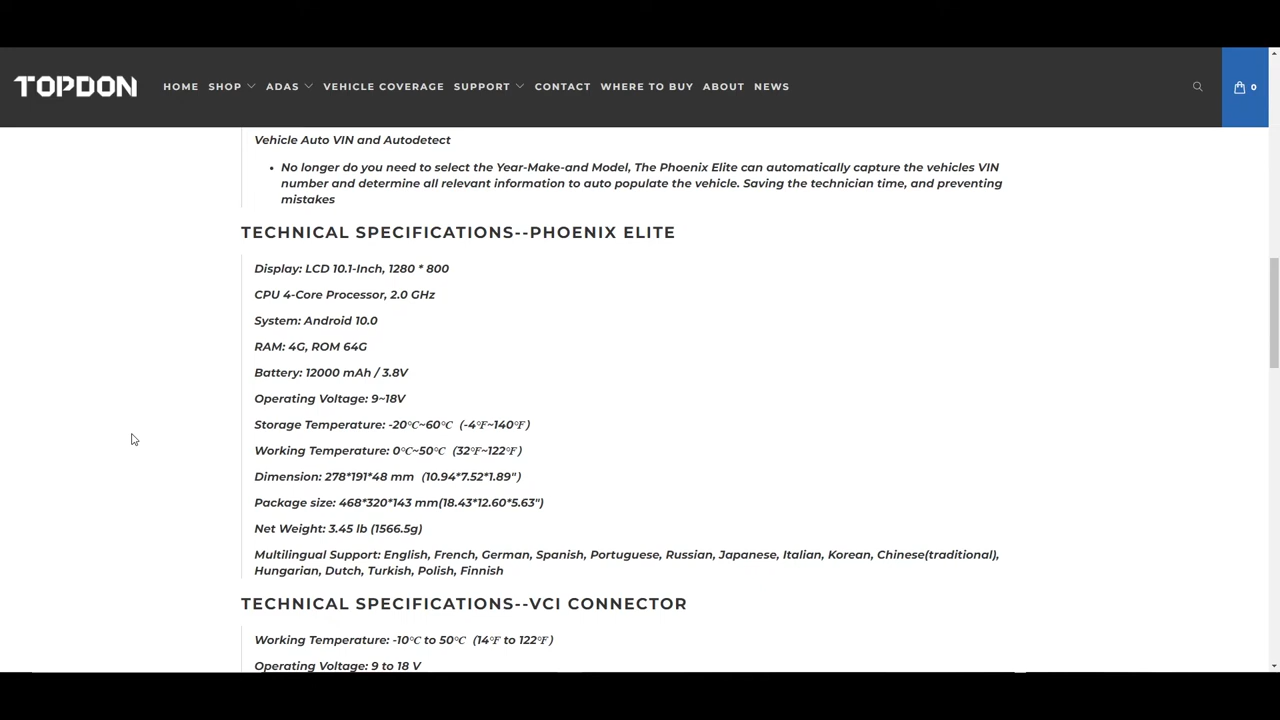 TOPDON HOME SHOP ADAS VEHICLE COVERAGE SUPPORT CONTACT WHERE TO BUY ABOUT NEWS 0
Vehicle Auto VIN and Autodetect
• No longer do you need to select the Year-Make-and Model, The Phoenix Elite can automatically capture the vehicles VIN
number and determine all relevant information to auto populate the vehicle. Saving the technician time, and preventing
mistakes
TECHNICAL SPECIFICATIONS--PHOENIX ELITE
Display: LCD 10.1-Inch, 1280 * 800
CPU 4-Core Processor, 2.0 GHz
System: Android 10.0
RAM: 4G, ROM 64G
Battery: 12000 mAh / 3.8V
Operating Voltage: 9~18V
Storage Temperature: -20℃~60℃（-4℉~140℉）
Working Temperature: 0℃~50℃（32℉~122℉）
Dimension: 278*191*48 mm（10.94*7.52*1.89"）
Package size: 468*320*143 mm(18.43*12.60*5.63")
Net Weight: 3.45 lb (1566.5g)
Multilingual Support: English, French, German, Spanish, Portuguese, Russian, Japanese, Italian, Korean, Chinese(traditional),
Hungarian, Dutch, Turkish, Polish, Finnish
TECHNICAL SPECIFICATIONS--VCI CONNECTOR
Working Temperature: -10℃ to 50℃（14℉ to 122℉）
Operating Voltage: 9 to 18 V